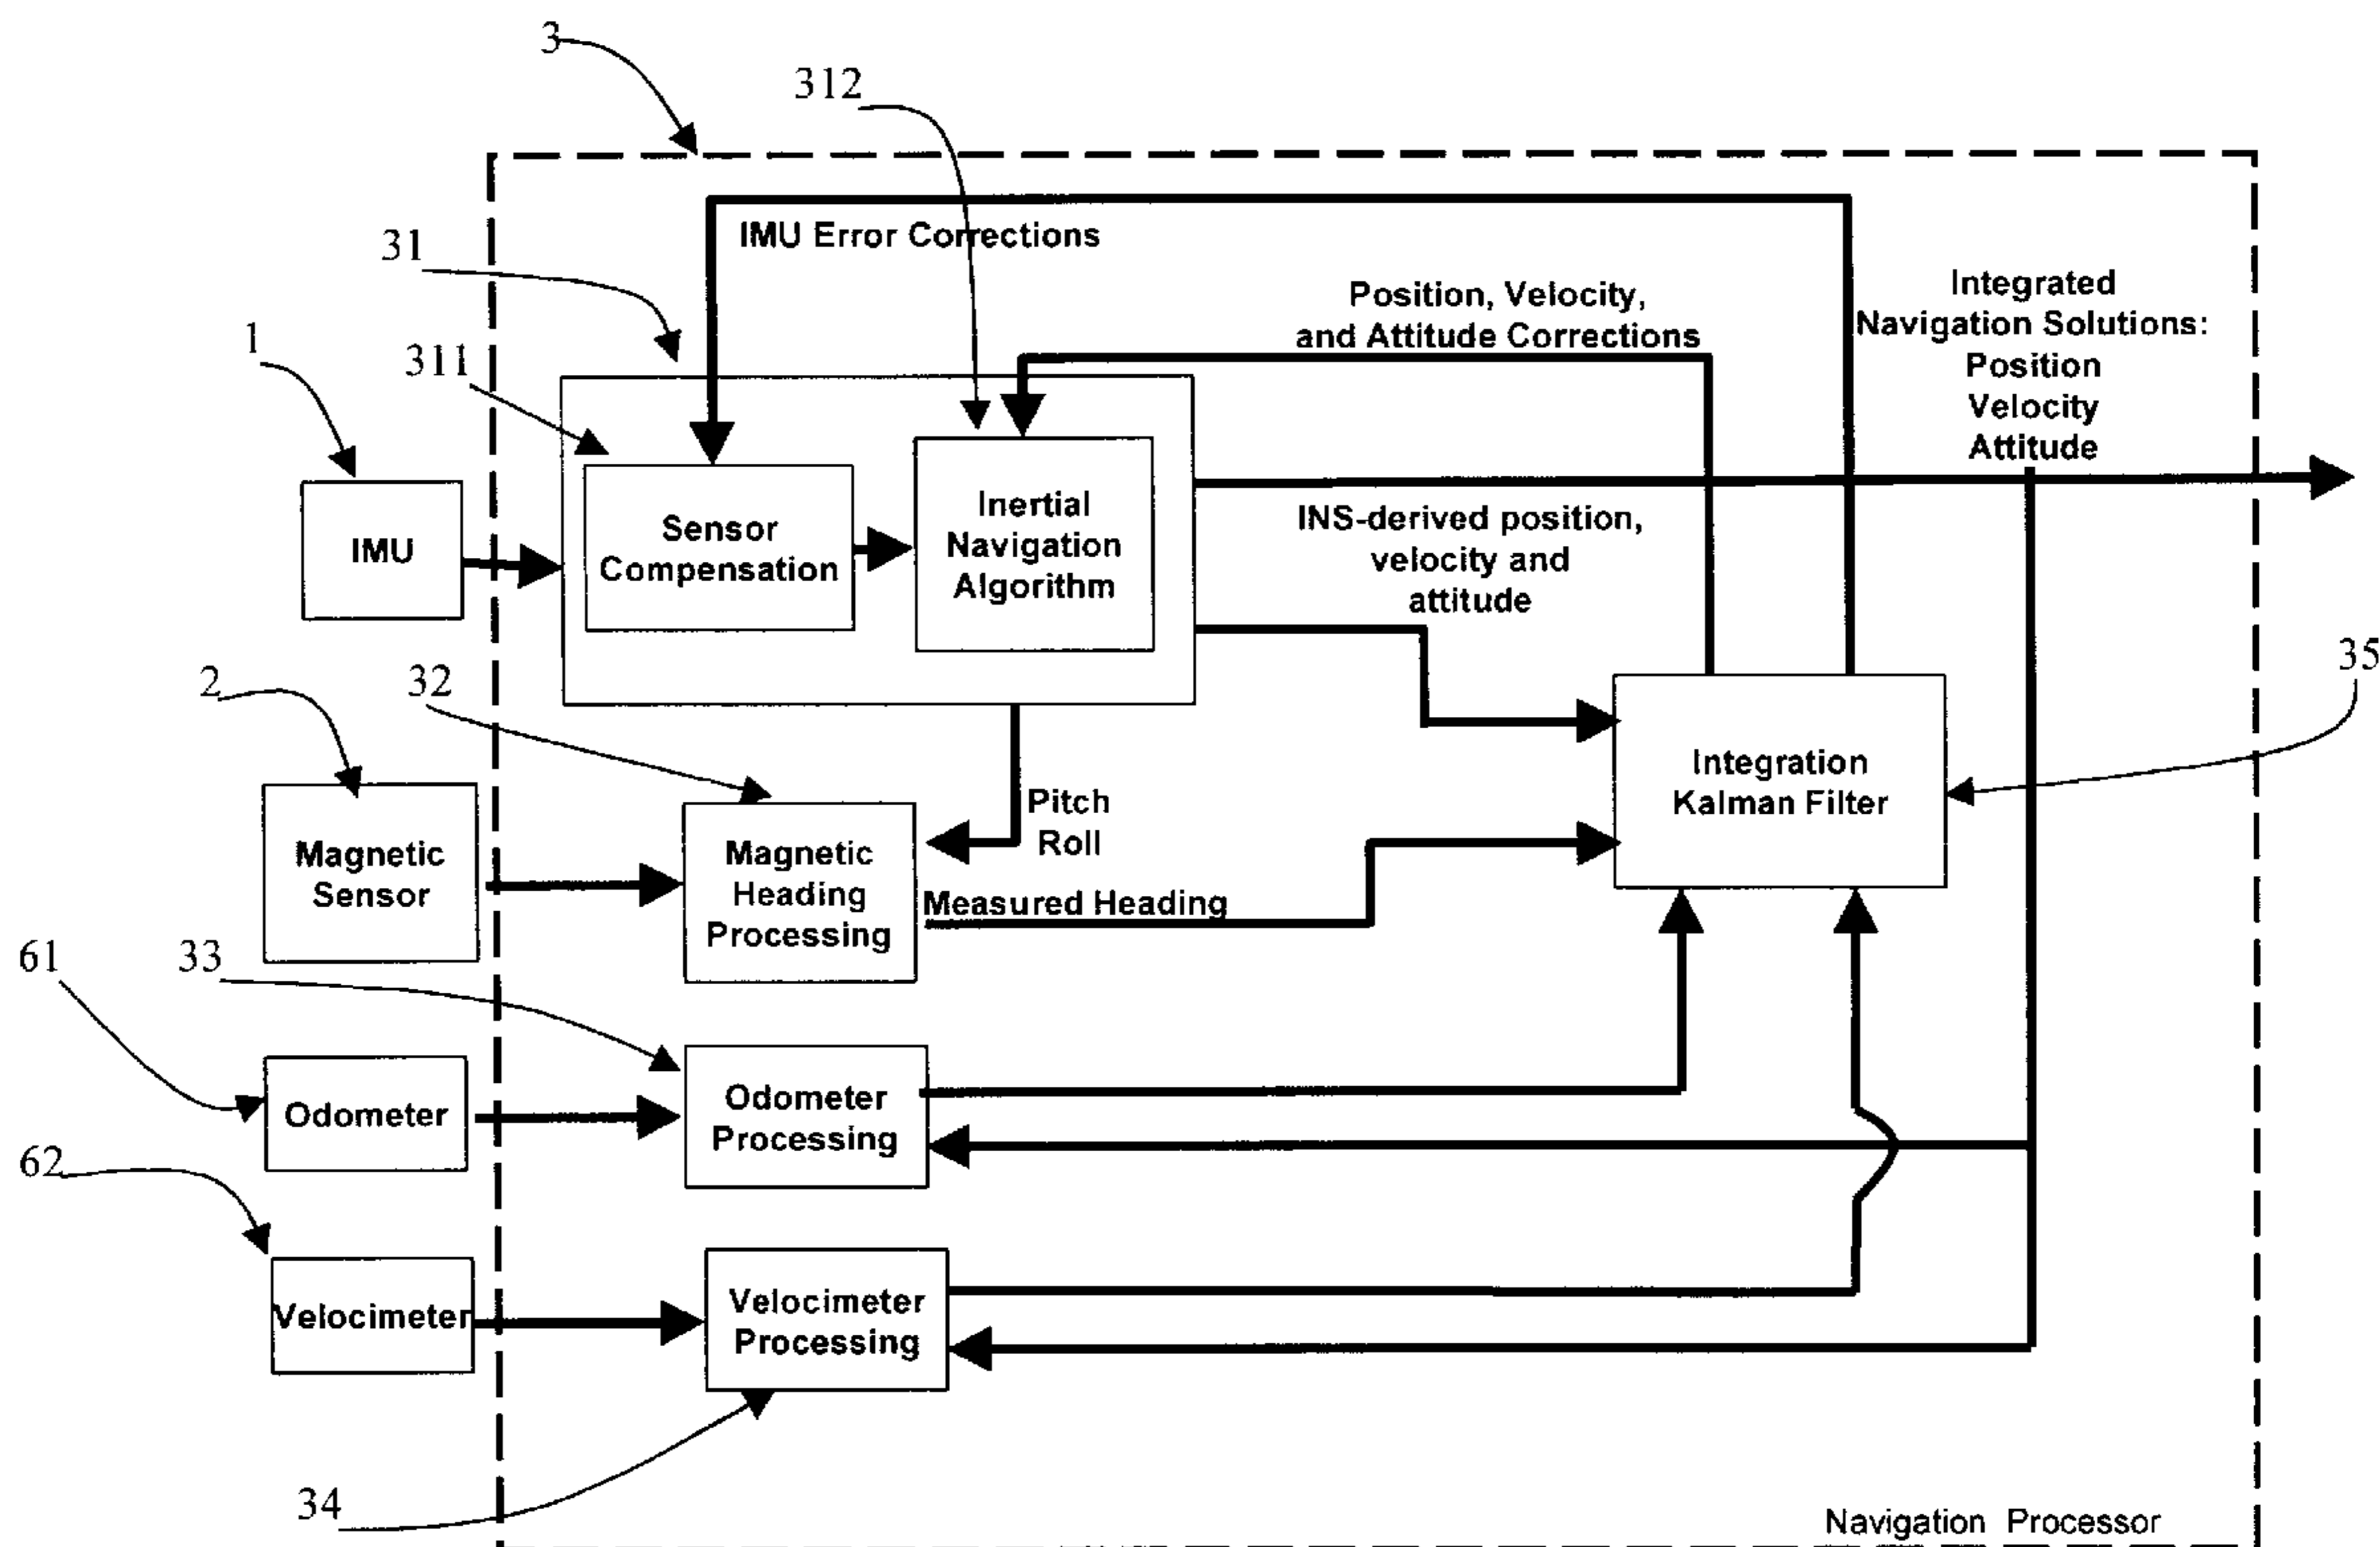 3
312
IMU Error Corrections
31
Position, Velocity,
and Attitude Corrections
Integrated
Navigation Solutions:
Position
Velocity
Attitude
1
311
IMU
Sensor
Compensation
Inertial
Navigation
Algorithm
INS-derived position,
velocity and
attitude
35
2
32
Magnetic
Sensor
Magnetic
Heading
Processing
Pitch
Roll
Measured Heading
Integration
Kalman Filter
61
33
Odometer
Odometer
Processing
62
Velocimeter
Velocimeter
Processing
34
Navigation Processor